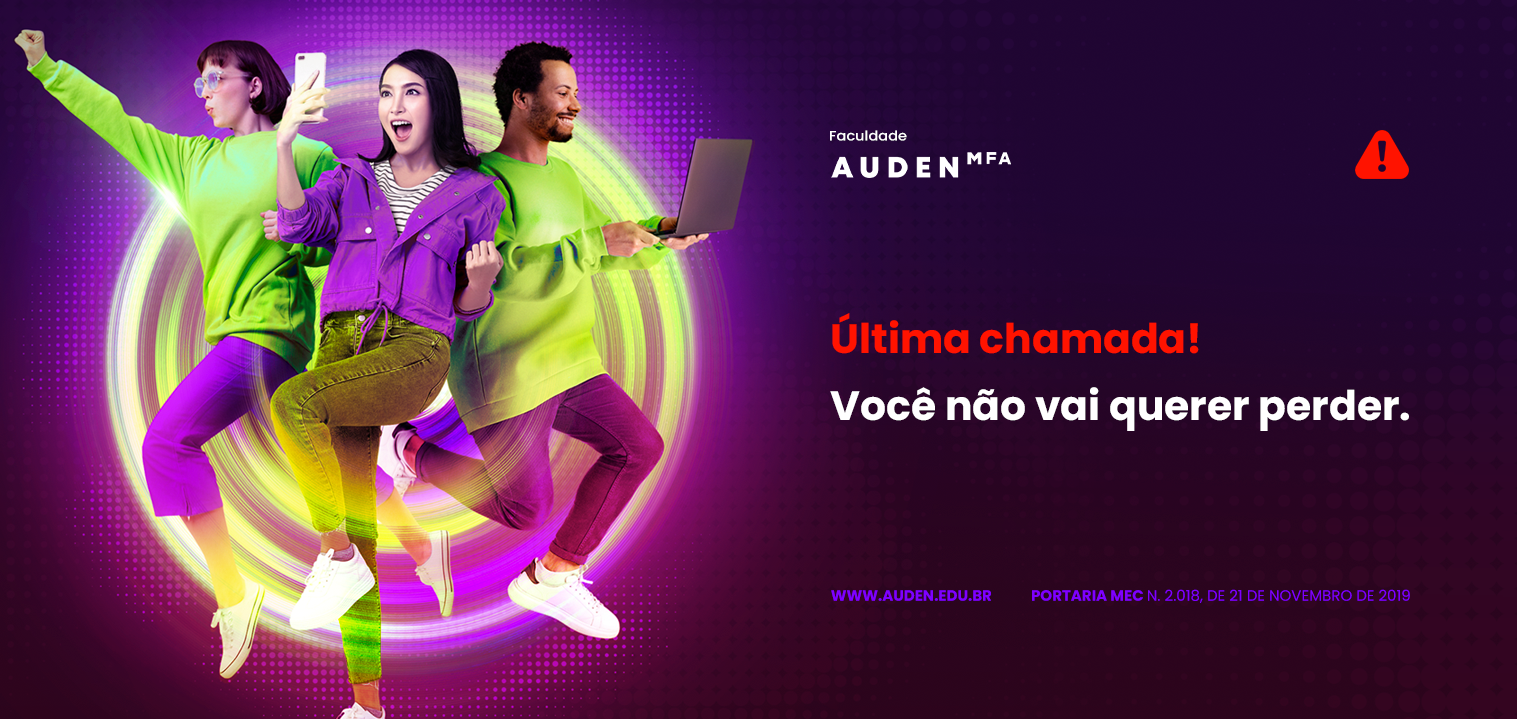 Faculdade
AUDEN MFA
Última chamada!
Você não vai querer perder.
WWW.AUDEN.EDU.BR PORTARIA MEC N. 2.018, DE 21 DE NOVEMBRO DE 2019